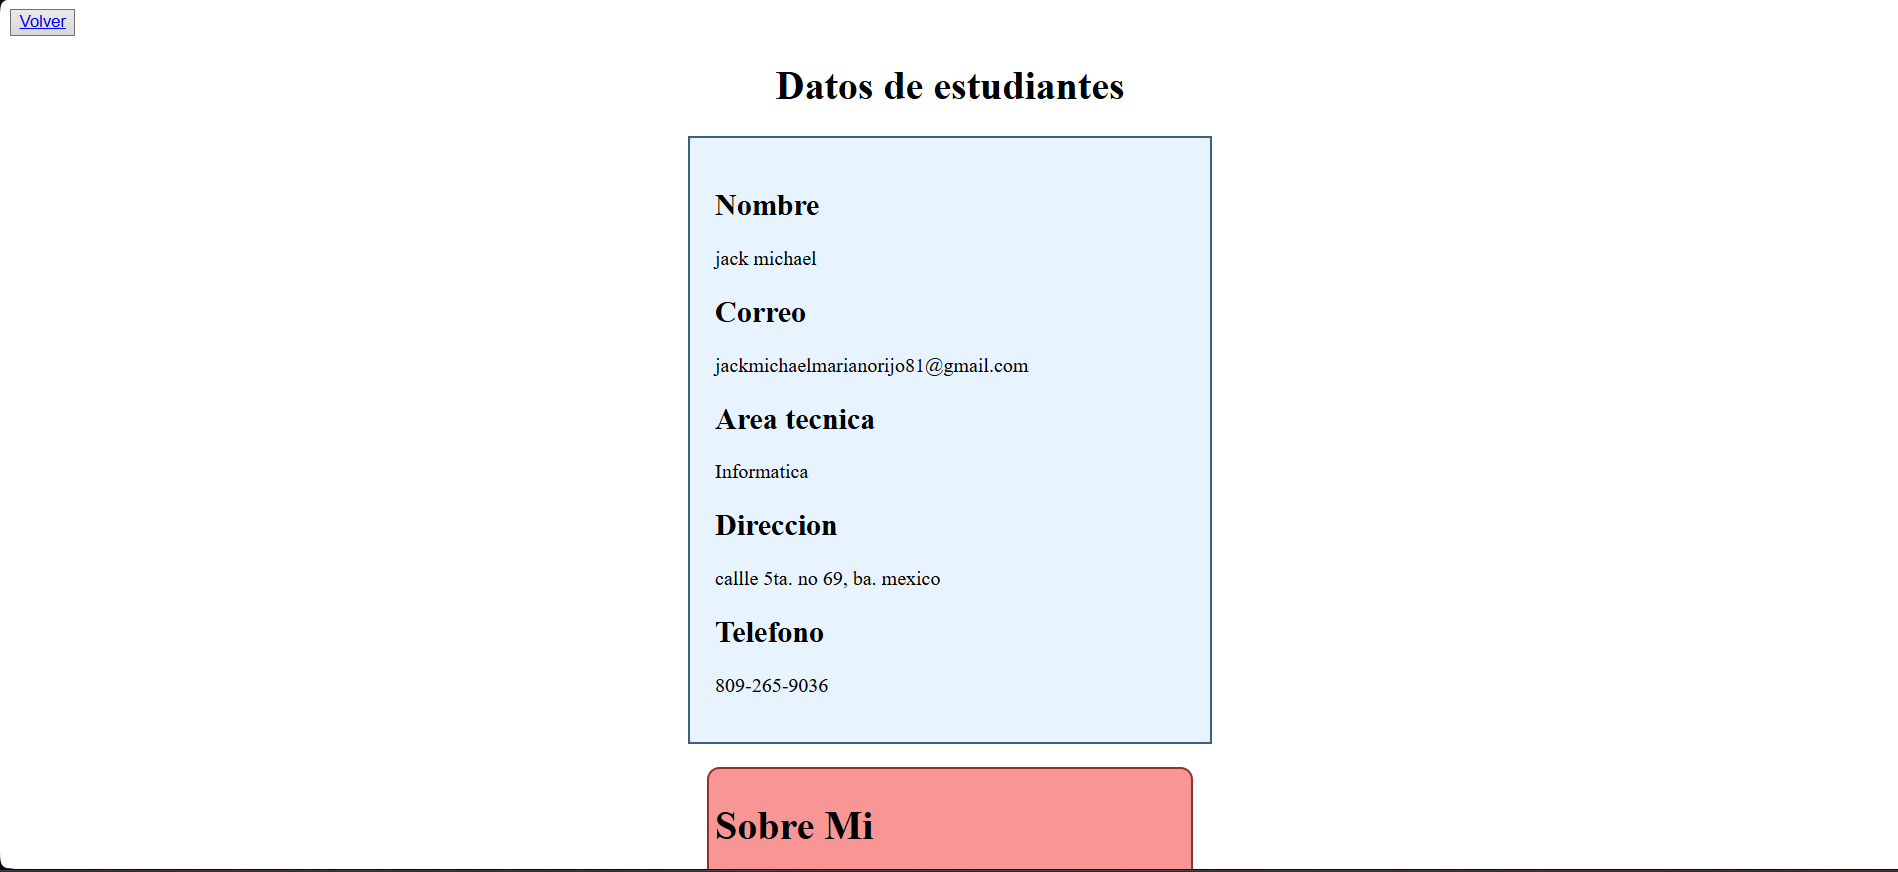 Volver
Datos de estudiantes
Nombre
jack michael
Correo
jackmichaelmarianorijo81@gmail.com
Area tecnica
Informatica
Direccion
callle 5ta. no 69, ba. mexico
Telefono
809-265-9036
Sobre Mi